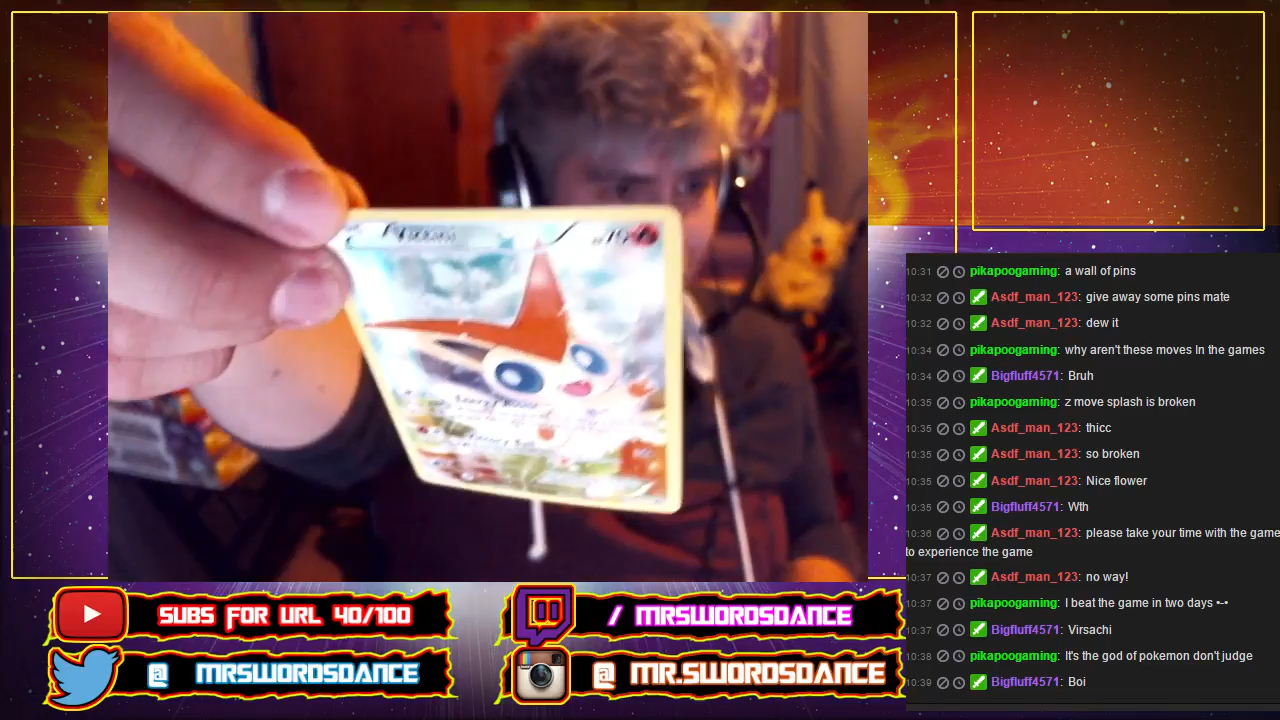 10:31 pikapoogaming: a wall of pins
10:32 Asdf_man_123: give away some pins mate
10:32 Asdf_man_123: dew it
10:34 pikapoogaming: why aren't these moves In the games
10:34 Bigfluff4571: Bruh
10:35 pikapoogaming: z move splash is broken
10:35 Asdf_man_123: thicc
10:35 Asdf_man_123: so broken
10:35 Asdf_man_123: Nice flower
10:35 Bigfluff4571: Wth
10:36 Asdf_man_123: please take your time with the game
to experience the game
10:37 Asdf_man_123: no way!
10:37 pikapoogaming: I beat the game in two days •-•
10:37 Bigfluff4571: Virsachi
10:38 pikapoogaming: It's the god of pokemon don't judge
10:39 Bigfluff4571: Boi
SUBS FOR URL 40/100
/ MRSWORDSDANCE
@ MRSWORDSDANCE
@ MR.SWORDSDANCE